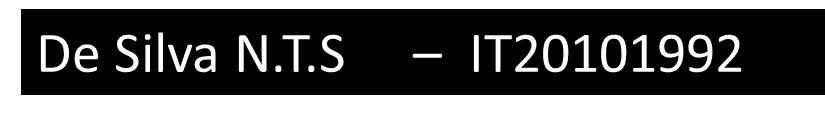 De Silva N.T.S – IT20101992